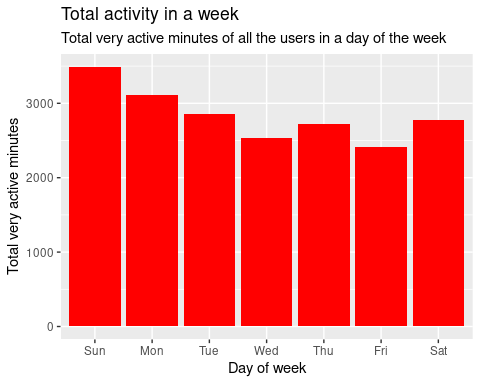 Total activity in a week
Total very active minutes of all the users in a day of the week
Total very active minutes
3000
2000
1000
0
Sun Mon Tue Wed Thu Fri Sat
Day of week